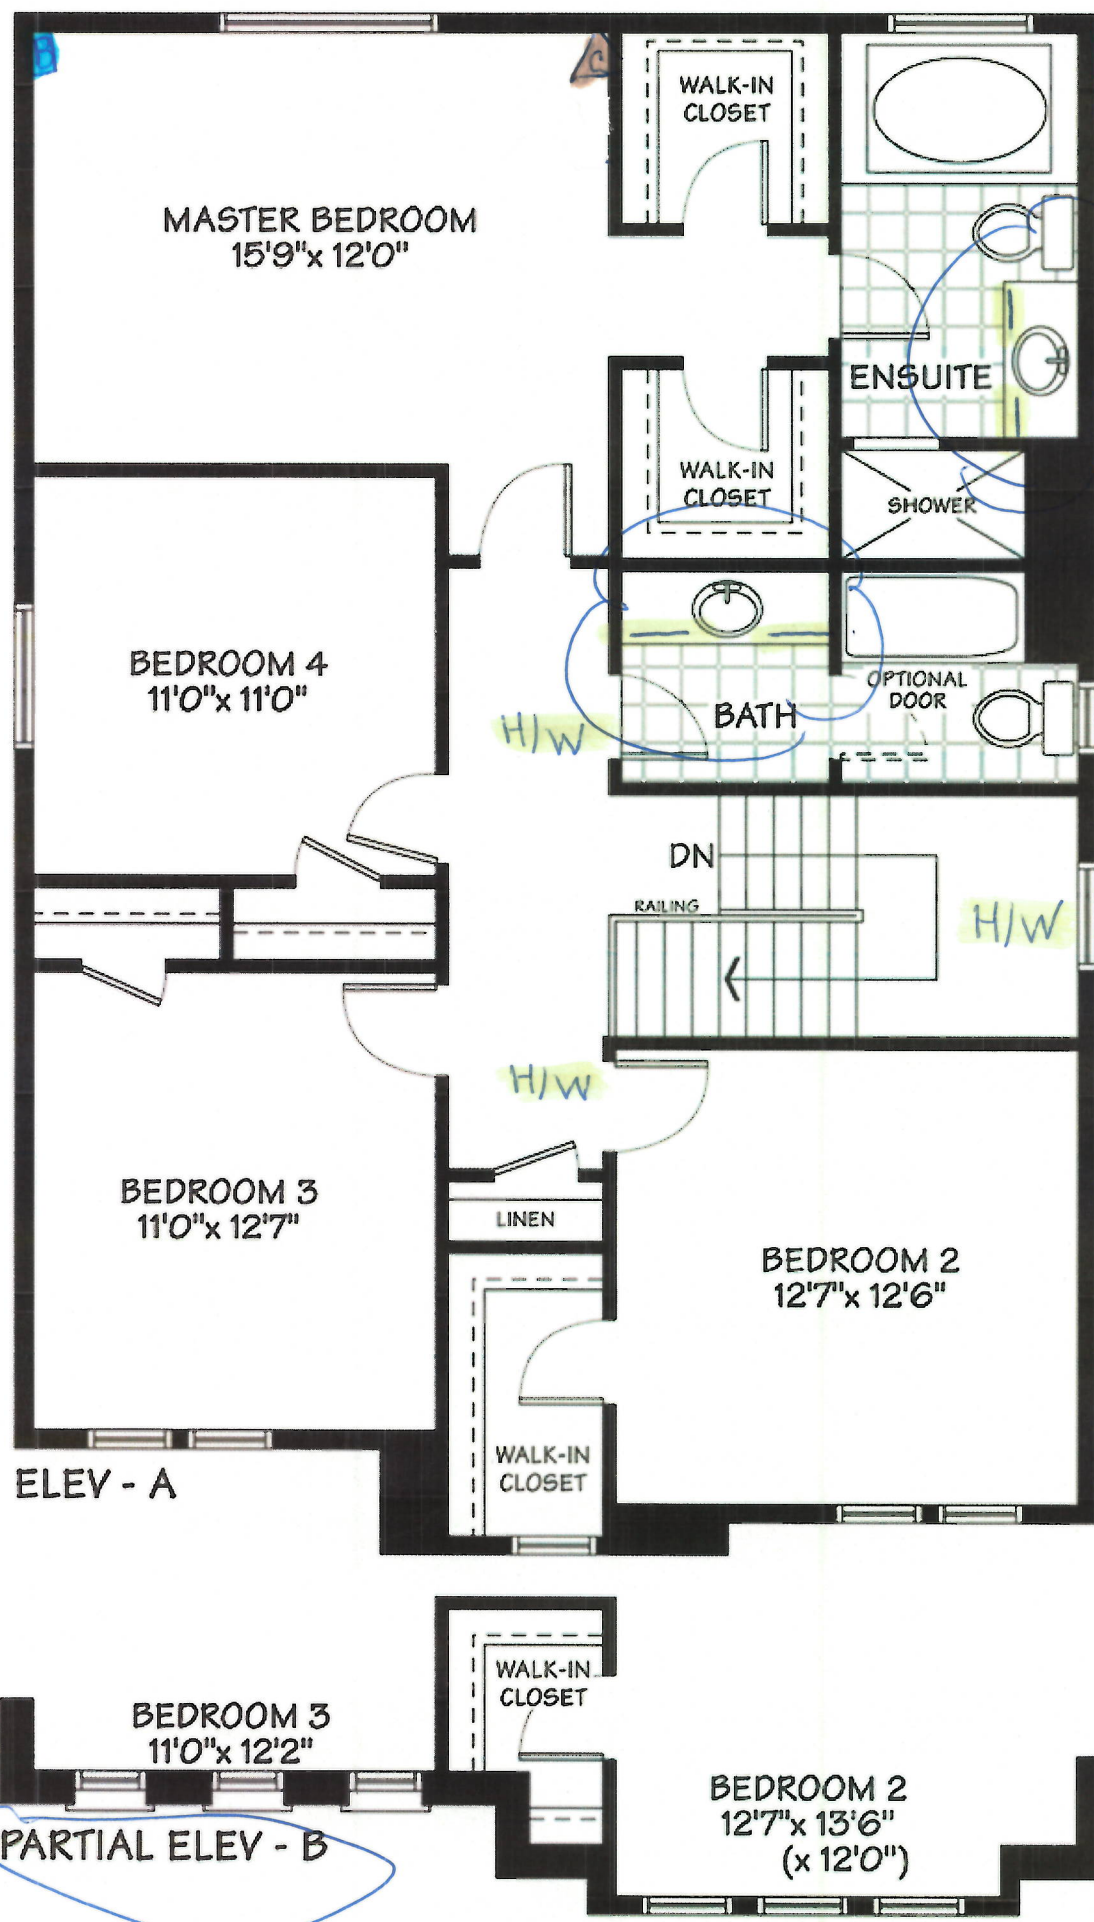 B
C
WALK-IN
CLOSET
MASTER BEDROOM
15'9"x 12'0"
ENSUITE
WALK-IN
CLOSET
SHOWER
BEDROOM 4
11'0"x 11'0"
OPTIONAL
DOOR
BATH
H/W
DN
RAILING
H/W
H/W
BEDROOM 3
11'0"x 12'7"
LINEN
BEDROOM 2
12'7"x 12'6"
WALK-IN
CLOSET
ELEV - A
WALK-IN
CLOSET
BEDROOM 3
11'0"x 12'2"
BEDROOM 2
12'7"x 13'6"
(x 12'0")
PARTIAL ELEV - B